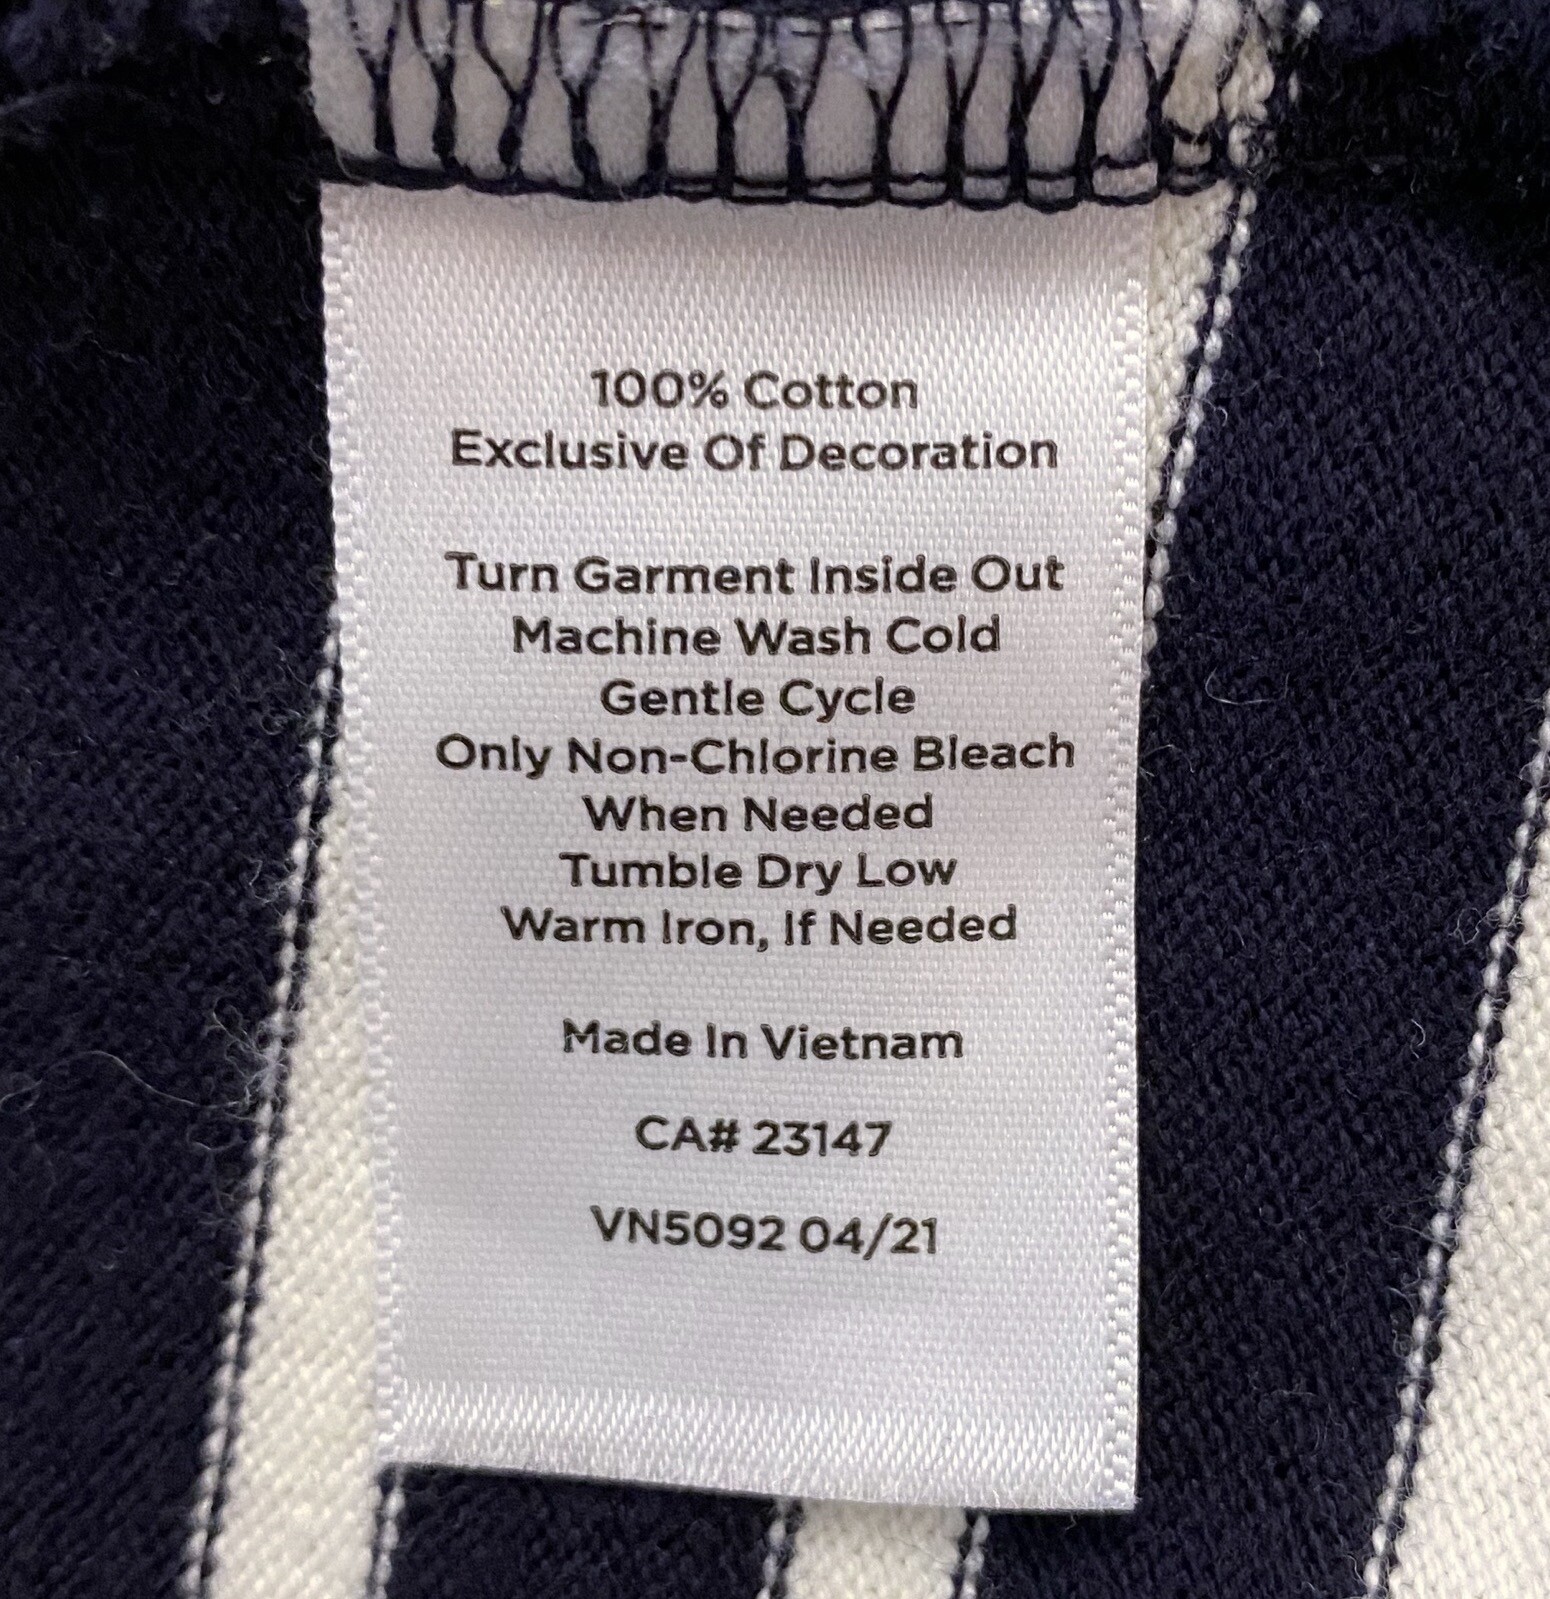 100% Cotton
Exclusive Of Decoration
Turn Garment Inside Out
Machine Wash Cold
Gentle Cycle
Only Non-Chlorine Bleach
When Needed
Tumble Dry Low
Warm Iron, If Needed
Made In Vietnam
CA# 23147
VN5092 04/21